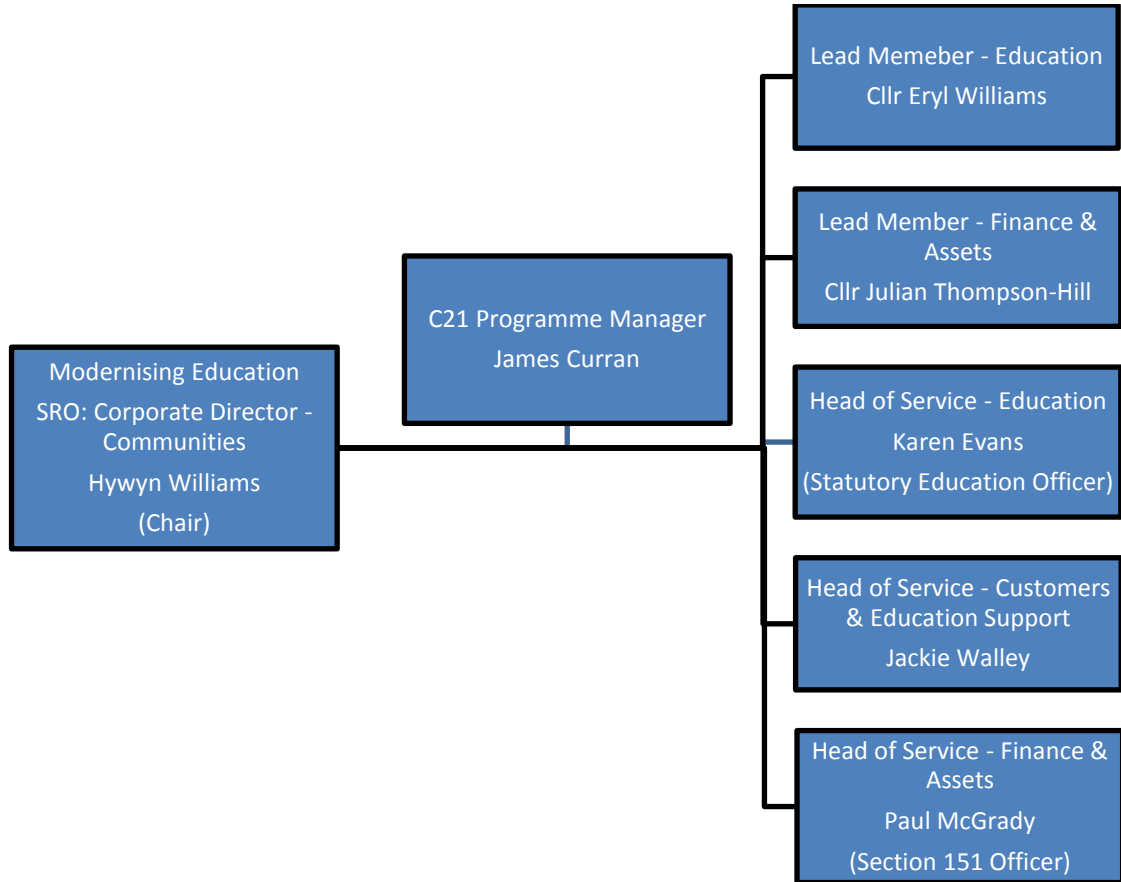 Modernising Education
SRO: Corporate Director -
Communities
Hywyn Williams
(Chair)
C21 Programme Manager
James Curran
Lead Memeber - Education
Cllr Eryl Williams
Lead Member - Finance &
Assets
Cllr Julian Thompson-Hill
Head of Service - Education
Karen Evans
(Statutory Education Officer)
Head of Service - Customers
& Education Support
Jackie Walley
Head of Service - Finance &
Assets
Paul McGrady
(Section 151 Officer)